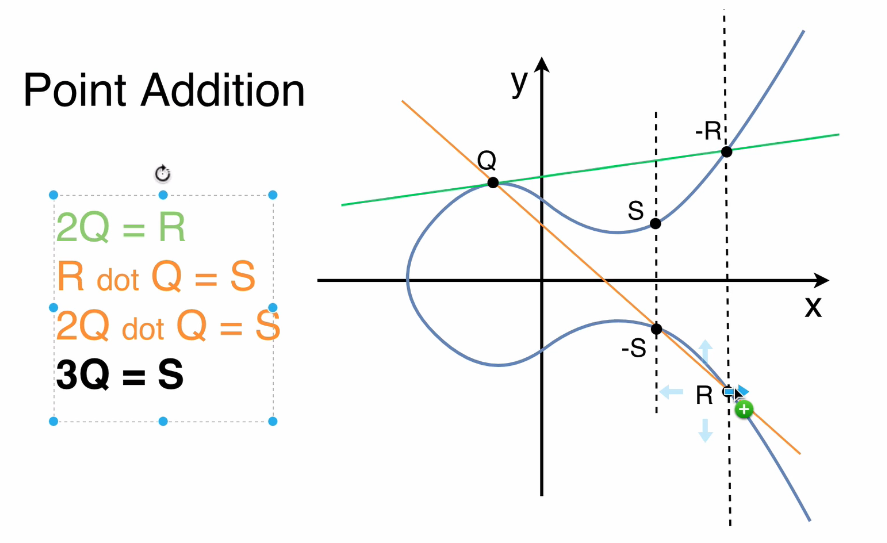 Point Addition
2Q = R
R dot Q = S
2Q dot Q = S
3Q = S
y
-R
Q
S
x
-S
R